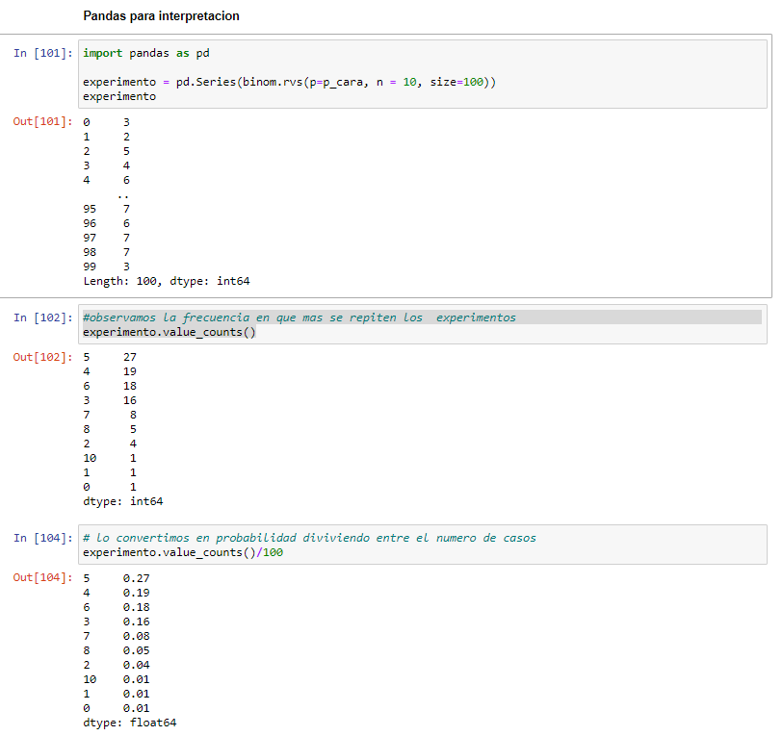 Pandas para interpretacion
In [101]: import pandas as pd
experimento = pd.Series(binom.rvs(p=p_cara, n = 10, size=100))
experimento
Out[101]: 0 3
1 2
2 5
3 4
4 6
..
95 7
96 6
97 7
98 7
99 3
Length: 100, dtype: int64
In [102]: #observamos la frecuencia en que mas se repiten los  experimentos
experimento.value_counts()
Out[102]: 5 27
4 19
6 18
3 16
7 8
8 5
2 4
10 1
1 1
0 1
dtype: int64
In [104]: # lo convertimos en probabilidad diviviendo entre el numero de casos
experimento.value_counts()/100
Out[104]: 5 0.27
4 0.19
6 0.18
3 0.16
7 0.08
8 0.05
2 0.04
10 0.01
1 0.01
0 0.01
dtype: float64